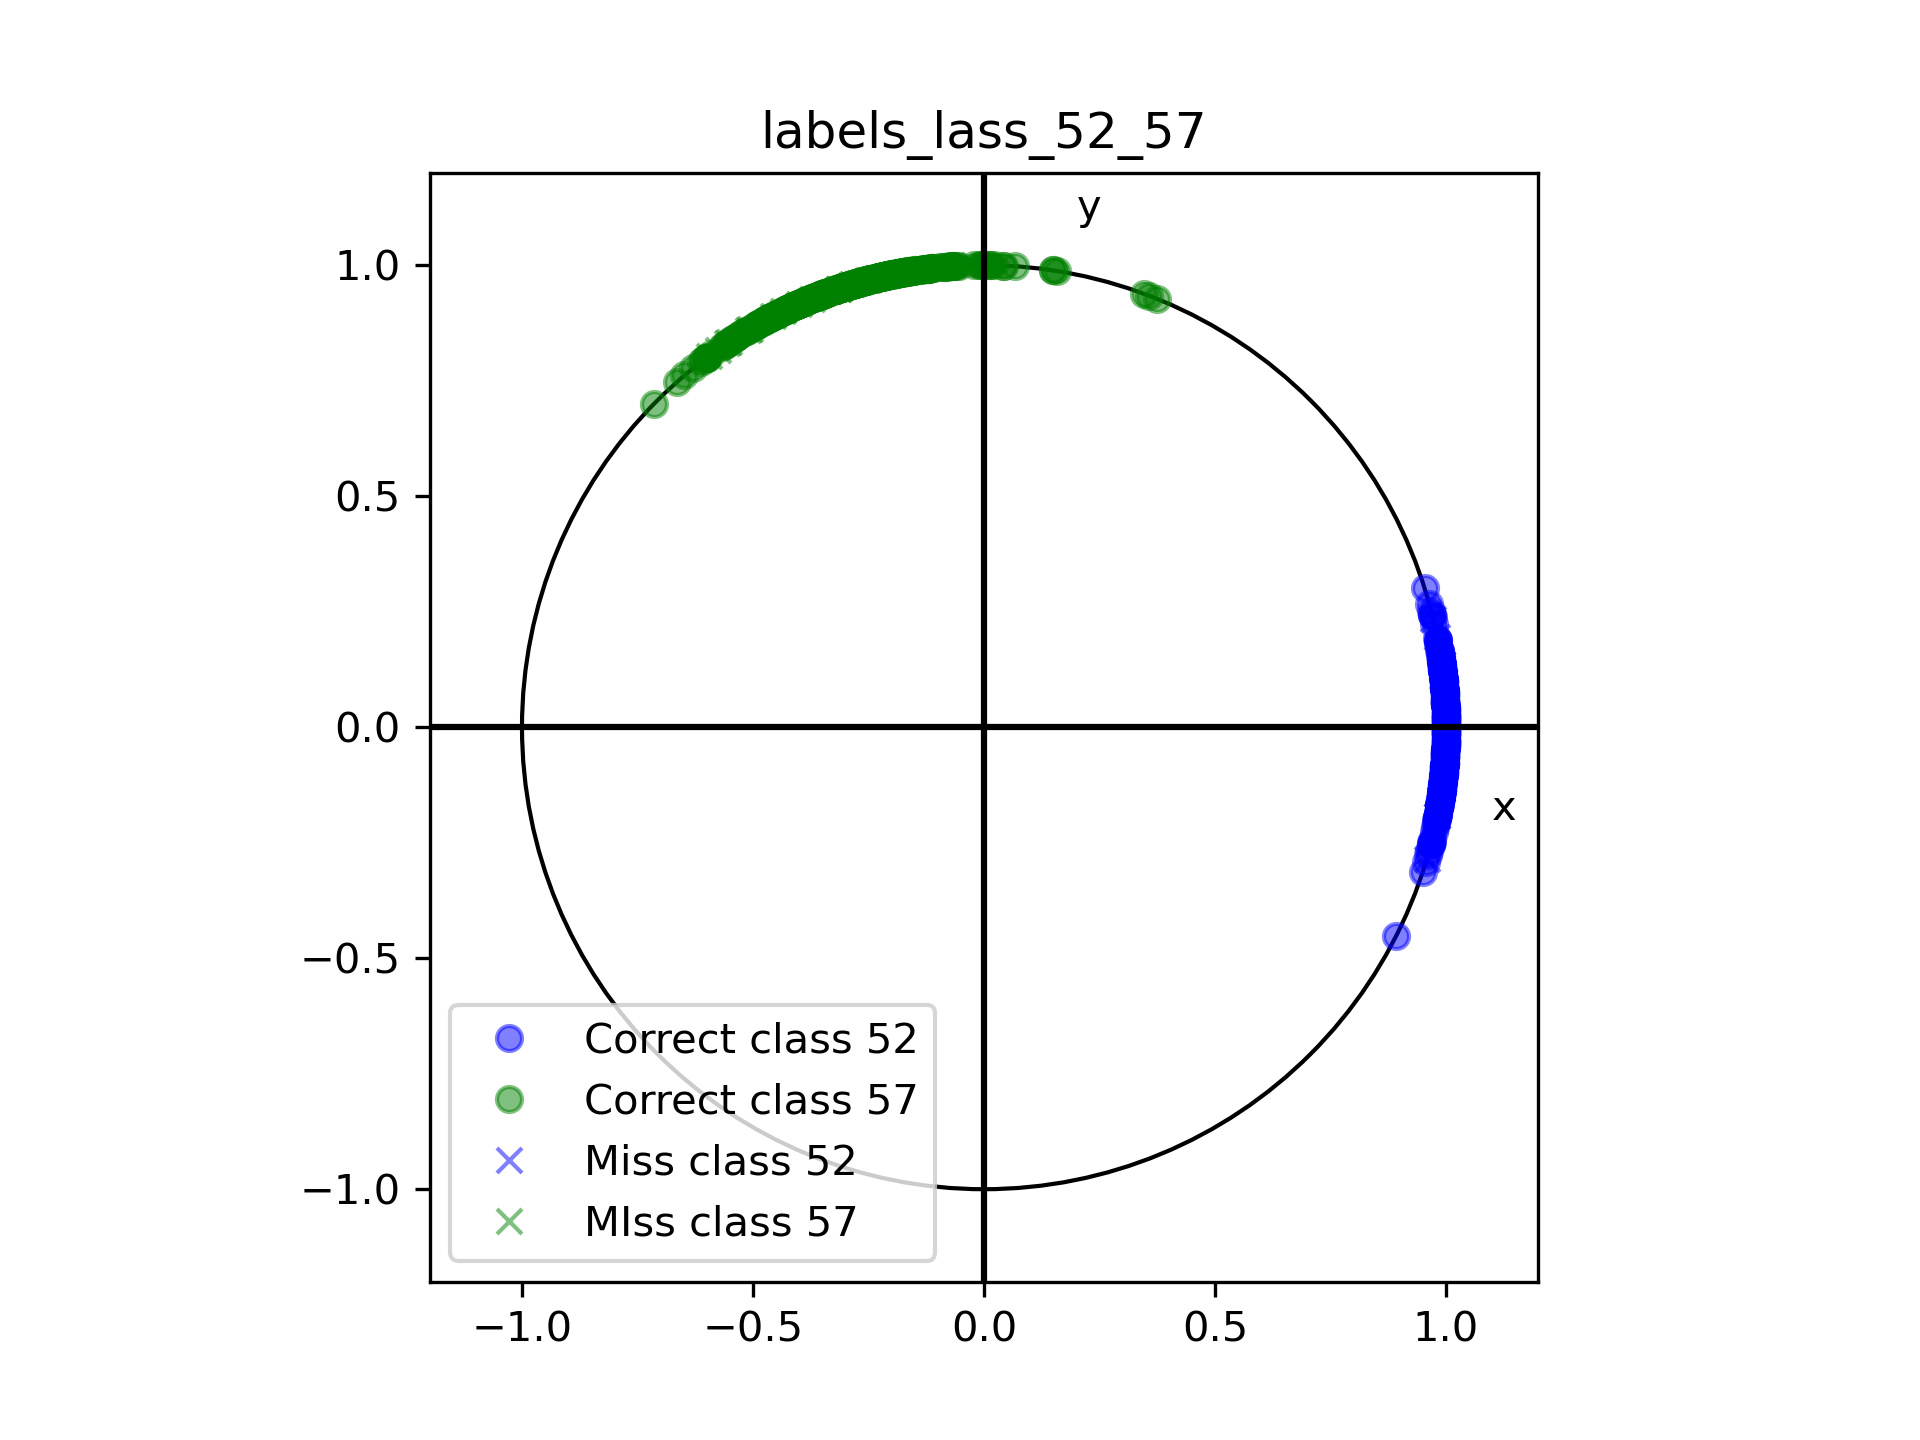 labels_lass_52_57
y
1.0
0.5
0.0
x
−0.5
−1.0
Correct class 52
Correct class 57
Miss class 52
MIss class 57
−1.0 −0.5 0.0 0.5 1.0